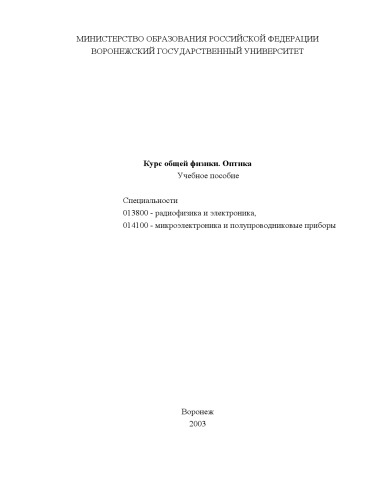 МИНИСТЕРСТВО ОБРАЗОВАНИЯ РОССИЙСКОЙ ФЕДЕРАЦИИ
ВОРОНЕЖСКИЙ ГОСУДАРСТВЕННЫЙ УНИВЕРСИТЕТ
Курс общей физики. Оптика
Учебное пособие
Специальности
013800 - радиофизика и электроника,
014100 - микроэлектроника и полупроводниковые приборы
Воронеж
2003